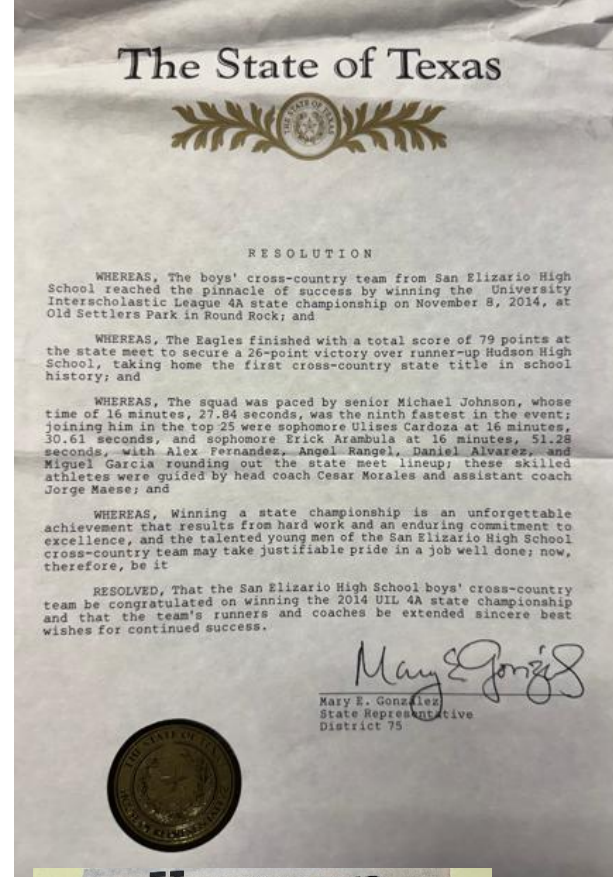 The State of Texas
THE STATE OF TEXAS
RESOLUTION
WHEREAS, The boys' cross-country team from San Elizario High
School reached the pinnacle of success by winning the University
Interscholastic League 4A state championship on November 8, 2014, at
Old Settlers Park in Round Rock; and
WHEREAS, The Eagles finished with a total score of 79 points at
the state meet to secure a 26-point victory over runner-up Hudson High
School, taking home the first cross-country state title in school
history; and
WHEREAS, The squad was paced by senior Michael Johnson, whose
time of 16 minutes, 27.84 seconds, was the ninth fastest in the event;
joining him in the top 25 were sophomore Ulises Cardoza at 16 minutes,
30.61 seconds, and sophomore Erick Arambula at 16 minutes, 51.28
seconds, with Alex Fernandez, Angel Rangel, Daniel Alvarez, and
Miguel Garcia rounding out the state meet lineup; these skilled
athletes were guided by head coach Cesar Morales and assistant coach
Jorge Maese; and
WHEREAS, Winning a state championship is an unforgettable
achievement that results from hard work and an enduring commitment to
excellence, and the talented young men of the San Elizario High School
cross-country team may take justifiable pride in a job well done; now,
therefore, be it
RESOLVED, That the San Elizario High School boys' cross-country
team be congratulated on winning the 2014 UIL 4A state championship
and that the team's runners and coaches be extended sincere best
wishes for continued success.
Mary E González
Mary E. González
State Representative
District 75
THE STATE OF TEXAS
HOUSE OF REPRESENTATIVES